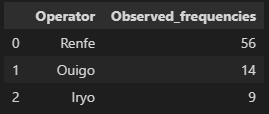 Operator Observed_frequencies
0 Renfe 56
1 Ouigo 14
2 Iryo 9